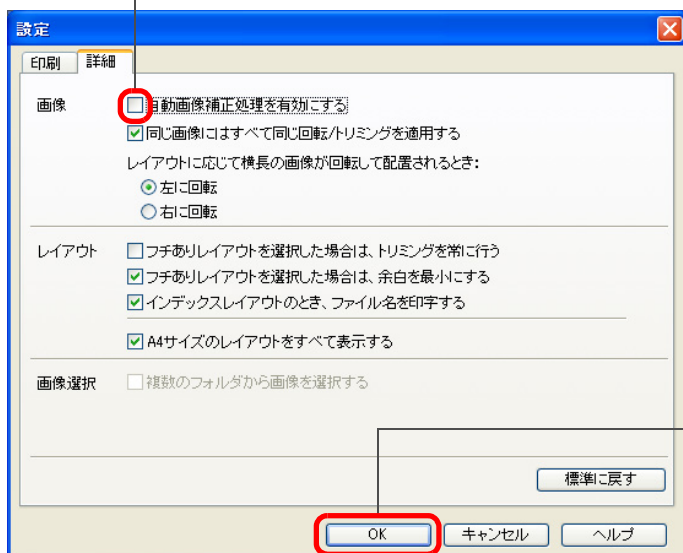 設定
印刷 詳細
画像 自動画像補正処理を有効にする
同じ画像にはすべて同じ回転/トリミングを適用する
レイアウトに応じて横長の画像が回転して配置されるとき:
左に回転
右に回転
レイアウト フチありレイアウトを選択した場合は、トリミングを常に行う
フチありレイアウトを選択した場合は、余白を最小にする
インデックスレイアウトのとき、ファイル名を印字する
A4サイズのレイアウトをすべて表示する
画像選択 複数のフォルダから画像を選択する
標準に戻す
OK キャンセル ヘルプ